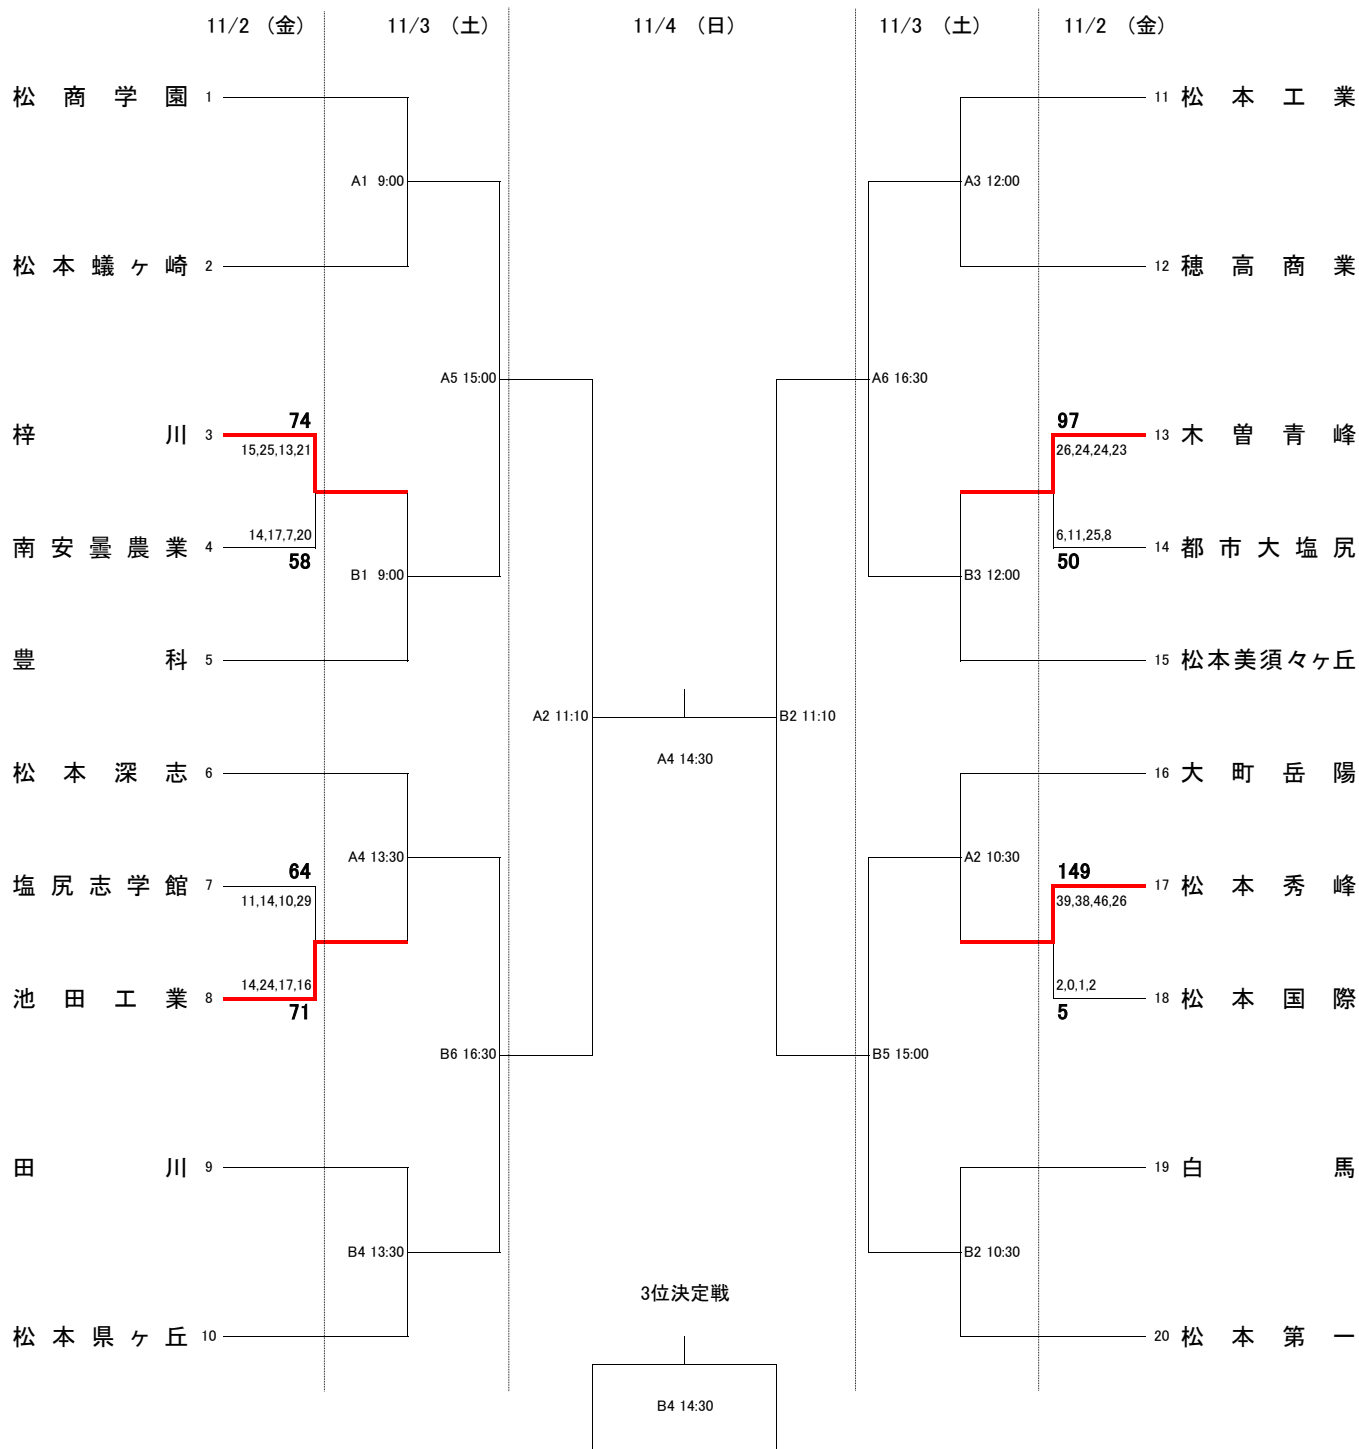 11/2 (金) 11/3 (土) 11/4 (日) 11/3 (土) 11/2 (金)
松商学園 1 11 松本工業
A1 9:00 A3 12:00
松本蟻ヶ崎 2 12 穂高商業
A5 15:00 A6 16:30
74 97
梓川 3 13 木曽青峰
15,25,13,21 26,24,24,23
14,17,7,20 6,11,25,8
南安曇農業 4 14 都市大塩尻
58 50
B1 9:00 B3 12:00
豊科 5 15 松本美須々ヶ丘
A2 11:10 B2 11:10
A4 14:30
松本深志 6 16 大町岳陽
A4 13:30 A2 10:30
64 149
塩尻志学館 7 17 松本秀峰
11,14,10,29 39,38,46,26
14,24,17,16 2,0,1,2
池田工業 8 18 松本国際
71 5
B6 16:30 B5 15:00
田川 9 19 白馬
B4 13:30 B2 10:30
3位決定戦
松本県ヶ丘 10 20 松本第一
B4 14:30